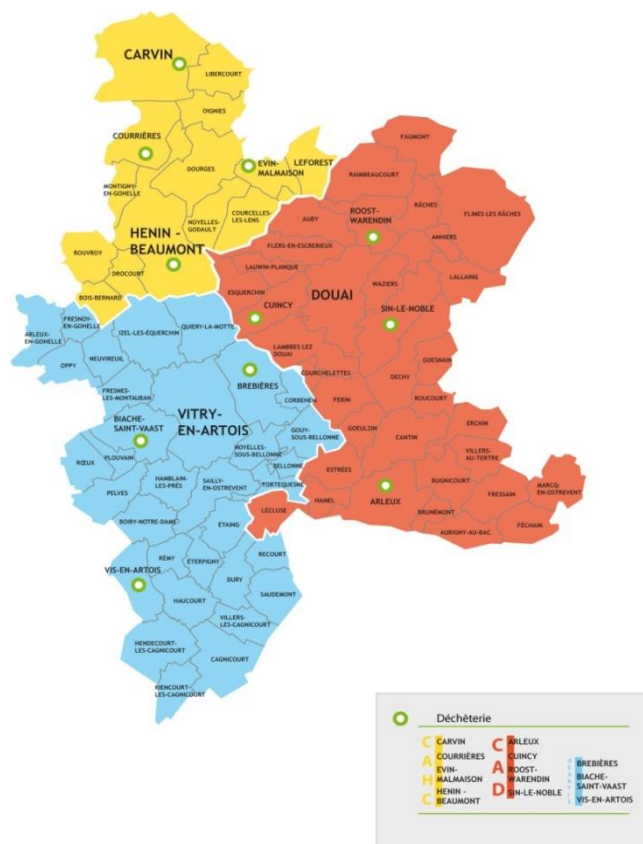 CARVIN
LIBERCOURT
OIGNIES
COURRIÈRES
DOURGES
EVIN-
MALMAISON
LEFOREST
MONTIGNY-
EN-GOHELLE
COURCELLES-
LES-LENS
NOYELLES-
GODAULT
HENIN -
BEAUMONT
ROUVROY
DROCOURT
BOIS-BERNARD
FAUMONT
RAIMBEAUCOURT
RÂCHES
FLINES LES RÂCHES
AUBY
ROOST-
WARENDIN
ANHIERS
FLERS-EN-ESCREBIEUX
LAUWIN-PLANQUE
LALLAING
WAZIERS
ESQUERCHIN
DOUAI
CUINCY
SIN-LE-NOBLE
LAMBRES LEZ
DOUAI
GUESNAIN
COURCHELETTES
DECHY
ROUCOURT
FERIN
ERCHIN
GOEULZIN
CANTIN
VILLERS-
AU-TERTRE
ESTRÉES
BUGNICOURT
MARCQ-
EN-OSTREVENT
FRESSAIN
HAMEL
ARLEUX
BRUNÉMONT
FÉCHAIN
AUBIGNY-AU-BAC
LÉCLUSE
FRESNOY-
EN-GOHELLE
ARLEUX-
EN-GOHELLE
IZEL-LES-ÉQUERCHIN
QUIERY-LA-MOTTE
OPPY
NEUVIREUIL
BREBIÈRES
FRESNES-
LES-MONTAUBAN
CORBEHEM
VITRY-
EN-ARTOIS
BIACHE-
SAINT-VAAST
GOUY-
SOUS-BELLONNE
NOYELLES-
SOUS-BELLONNE
PLOUVAIN
RŒUX
BELLONNE
HAMBLAIN-
LES-PRÉS
SAILLY-
EN-OSTREVENT
TORTEQUESNE
PELVES
BOIRY-NOTRE-DAME
ÉTAING
RÉMY
ÉTERPIGNY
RECOURT
VIS-EN-ARTOIS
DURY
HAUCOURT
SAUDEMONT
VILLERS-
LES-CAGNICOURT
HENDECOURT-
LES-CAGNICOURT
CAGNICOURT
RIENCOURT-
LES-CAGNICOURT
Déchèterie
C A H C
CARVIN
COURRIÈRES
EVIN-
MALMAISON
HENIN -
BEAUMONT
C A D
ARLEUX
CUINCY
ROOST-
WARENDIN
SIN-LE-NOBLE
BREBIÈRES
BIACHE-
SAINT-VAAST
VIS-EN-ARTOIS